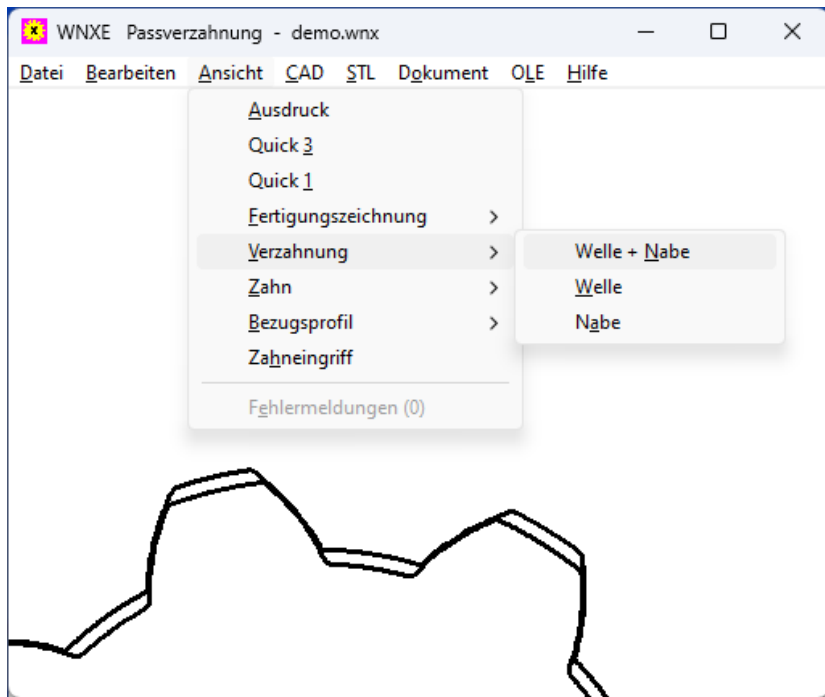 WNXE Passverzahnung - demo.wnx
Datei Bearbeiten Ansicht CAD STL Dokument OLE Hilfe
Ausdruck
Quick 3
Quick 1
Fertigungszeichnung
Verzahnung
Welle + Nabe
Zahn
Welle
Bezugsprofil
Nabe
Zahneingriff
Fehlermeldungen (0)